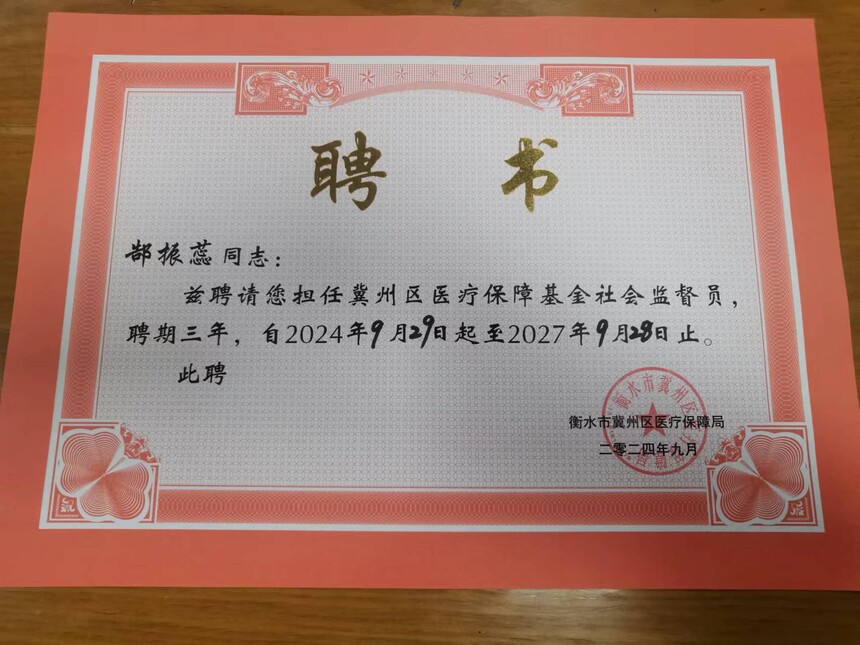 聘 书
郜振蕊同志：
兹聘请您担任冀州区医疗保障基金社会监督员，
聘期三年，自2024年9月29日起至2027年9月28日止。
此聘
衡水市冀州区医疗保障局
二零二四年九月